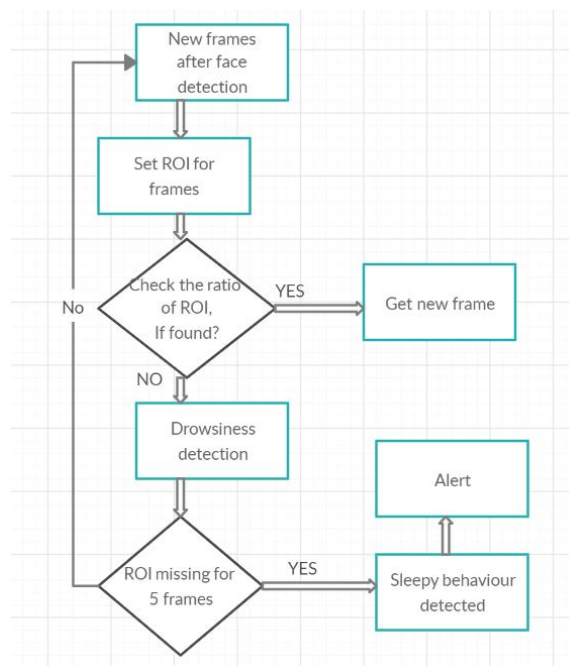 New frames
after face
detection
Set ROI for
frames
Check the ratio
of ROI,
If found?
YES
Get new frame
No
NO
Drowsiness
detection
Alert
ROI missing for
5 frames
YES
Sleepy behaviour
detected